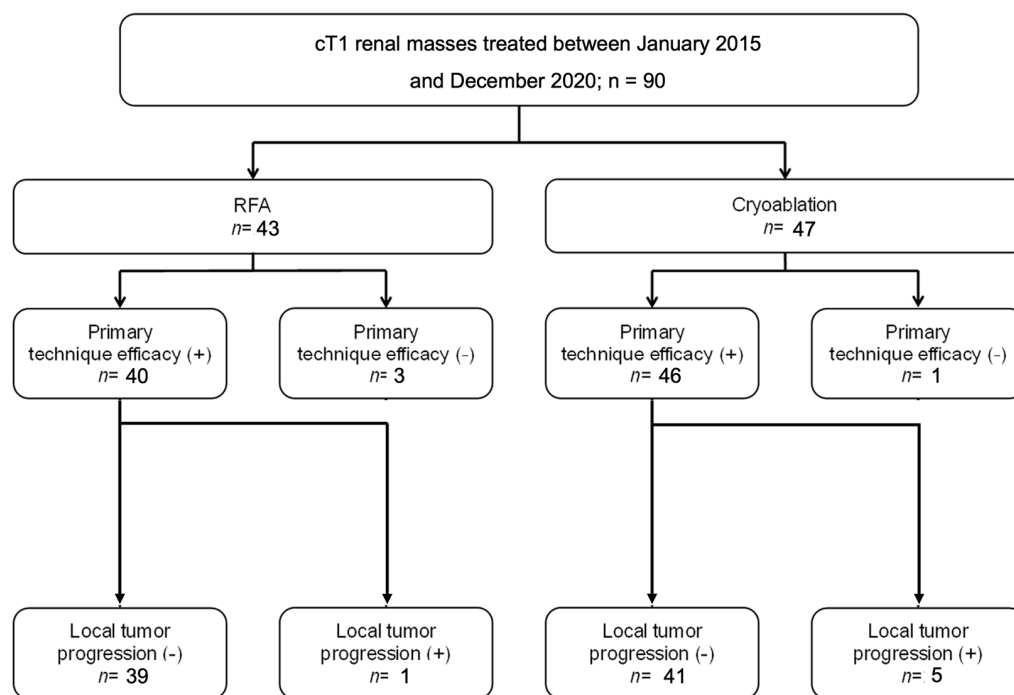 cT1 renal masses treated between January 2015
and December 2020; n = 90
RFA
n= 43
Cryoablation
n= 47
Primary
technique efficacy (+)
n= 40
Primary
technique efficacy (-)
n= 3
Primary
technique efficacy (+)
n= 46
Primary
technique efficacy (-)
n= 1
Local tumor
progression (-)
n= 39
Local tumor
progression (+)
n= 1
Local tumor
progression (-)
n= 41
Local tumor
progression (+)
n= 5